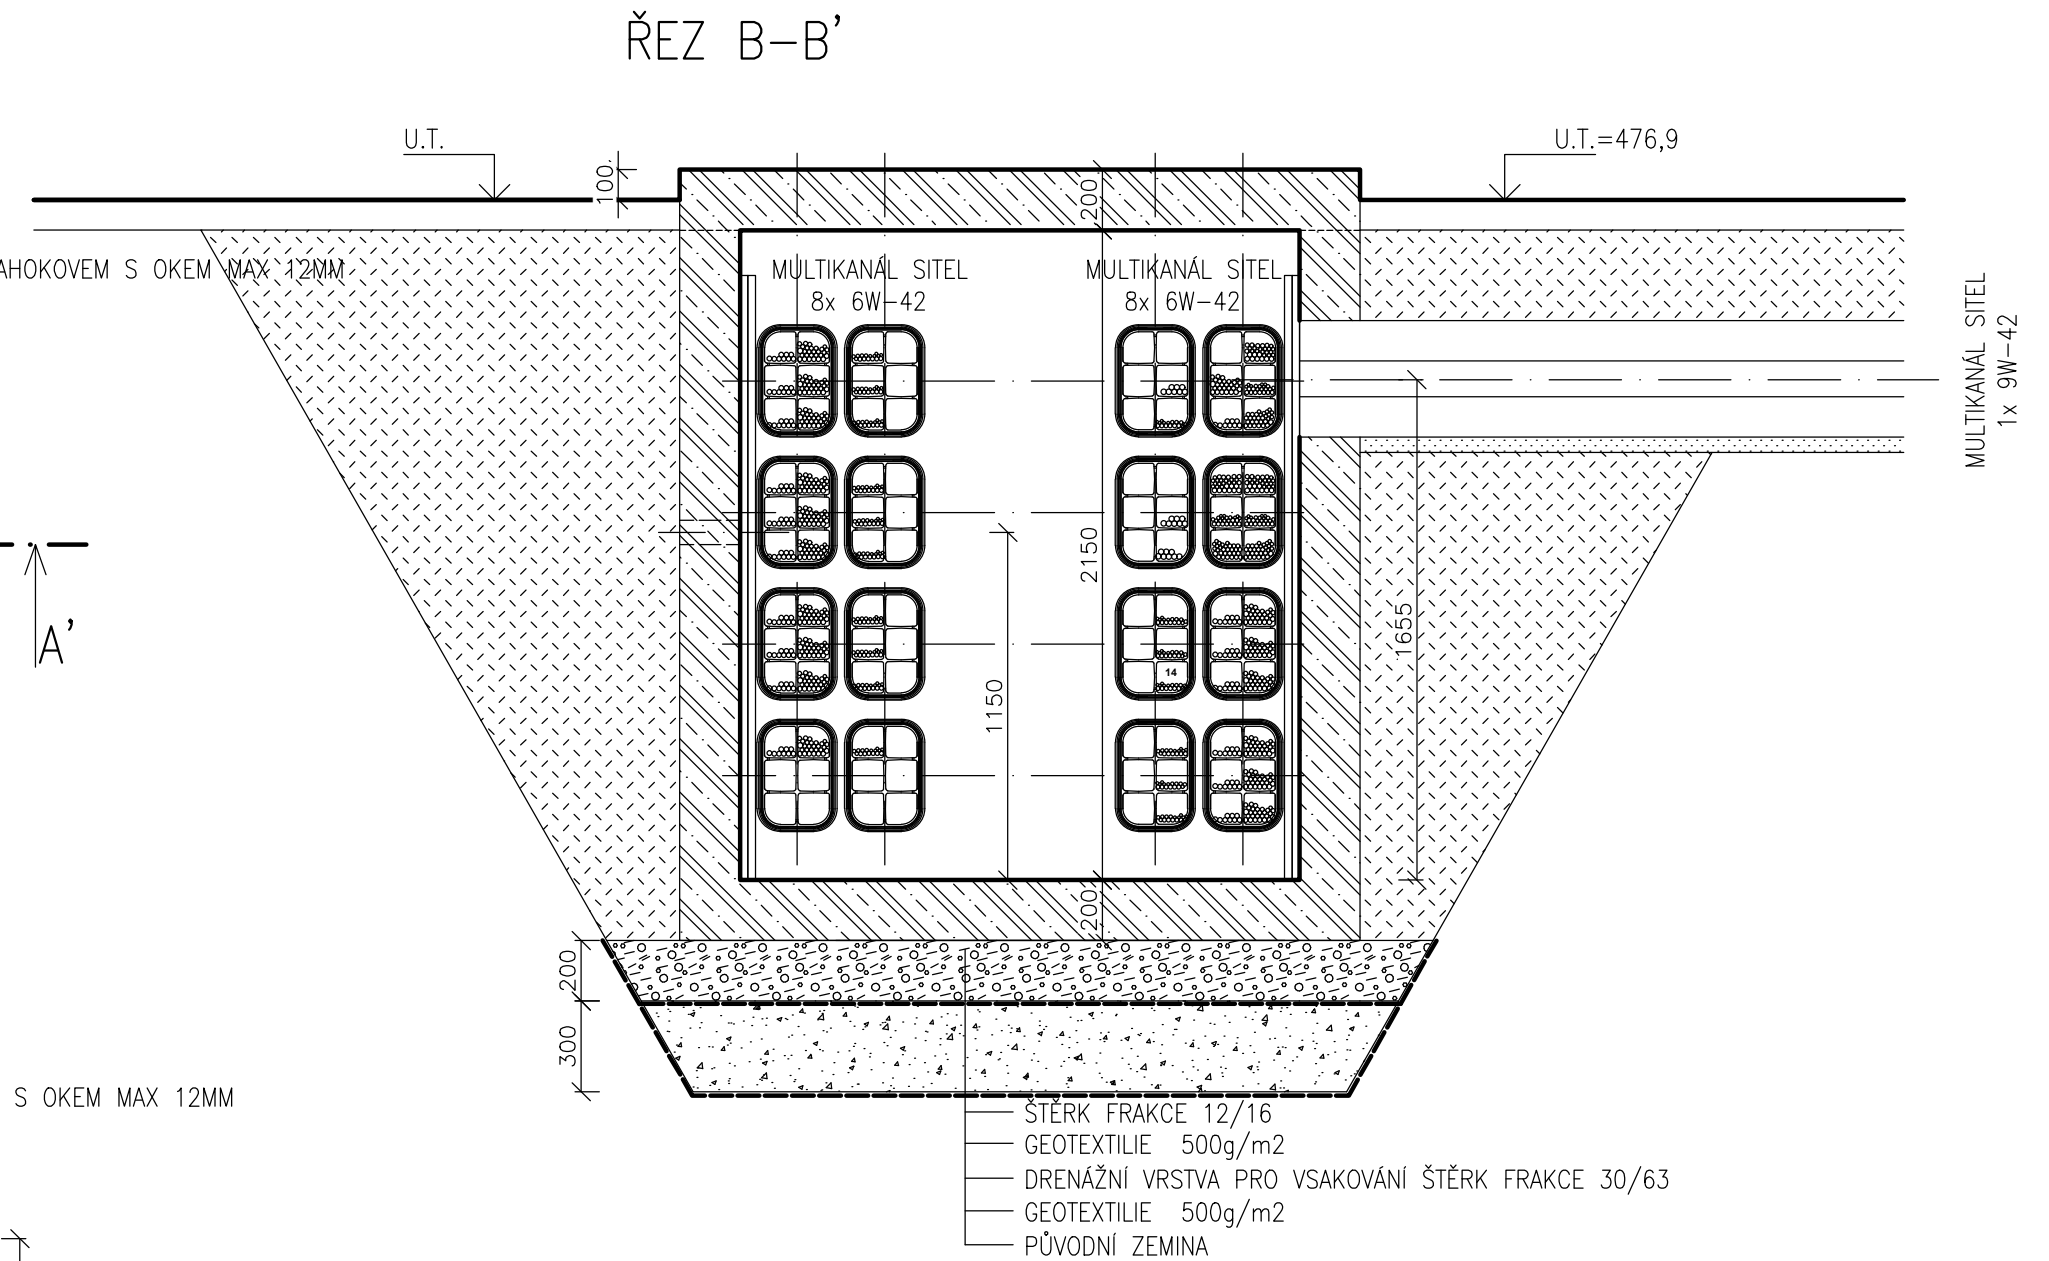 ŘEZ B-B'
U.T.
U.T.=476,9
100
200
AHOKOVEM S OKEM MAX 12MM
MULTIKANÁL SITEL
8x 6W-42
MULTIKANÁL SITEL
8x 6W-42
MULTIKANÁL SITEL
1x 9W-42
2150
1655
1150
14
A'
200
200
300
S OKEM MAX 12MM
ŠTĚRK FRAKCE 12/16
GEOTEXTILIE 500g/m2
DRENÁŽNÍ VRSTVA PRO VSAKOVÁNÍ ŠTĚRK FRAKCE 30/63
GEOTEXTILIE 500g/m2
PŮVODNÍ ZEMINA